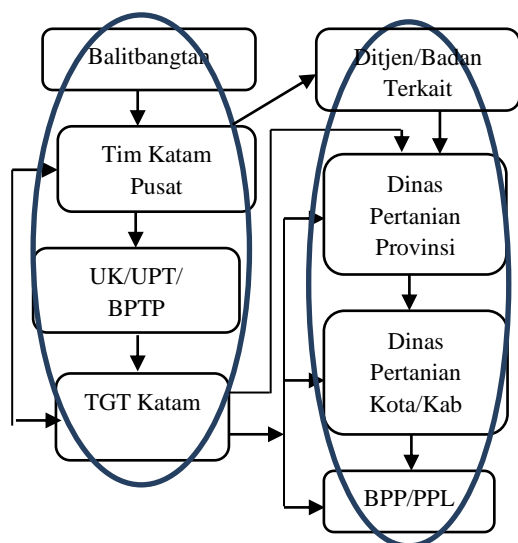 Balitbangtan
Tim Katam
Pusat
UK/UPT/
BPTP
TGT Katam
Ditjen/Badan
Terkait
Dinas
Pertanian
Provinsi
Dinas
Pertanian
Kota/Kab
BPP/PPL